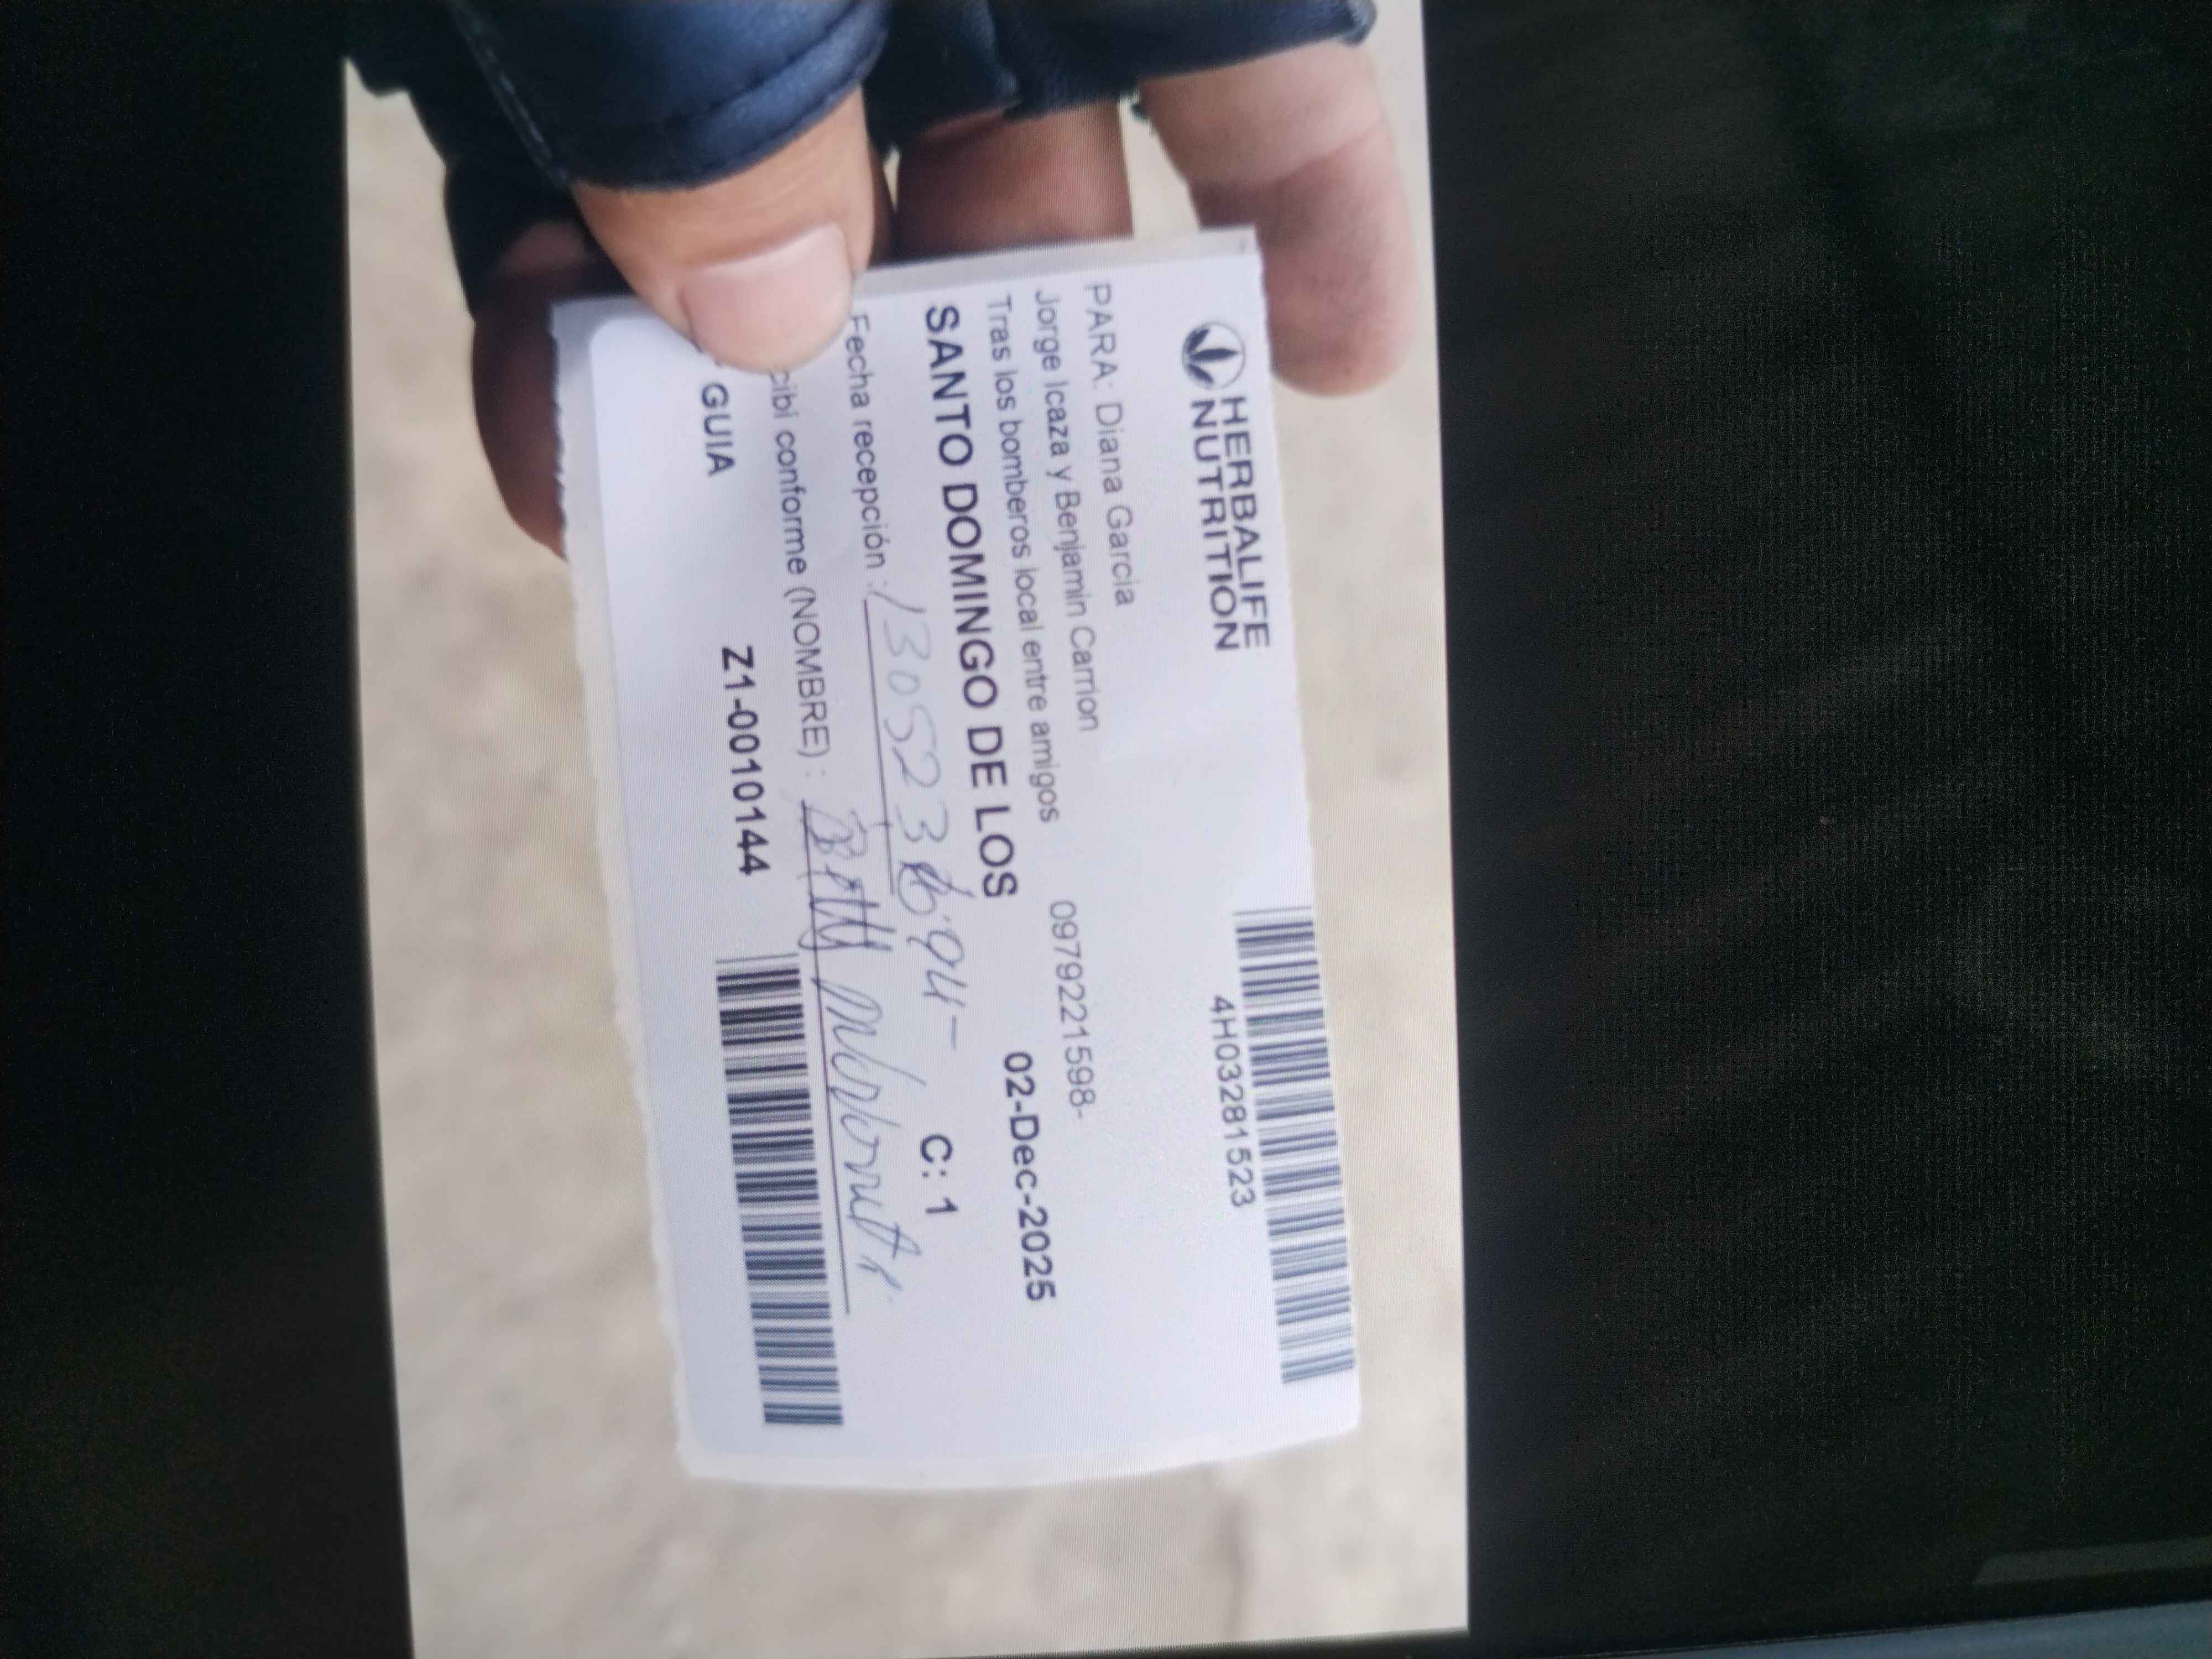 HERBALIFE
NUTRITION
4H03281523
PARA: Diana Garcia
Jorge Icaza y Benjamin Carrion
Tras los bomberos local entre amigos 0979221598-
SANTO DOMINGO DE LOS 02-Dec-2025
Fecha recepción :
C: 1
conforme (NOMBRE) :
GUIA Z1-0010144